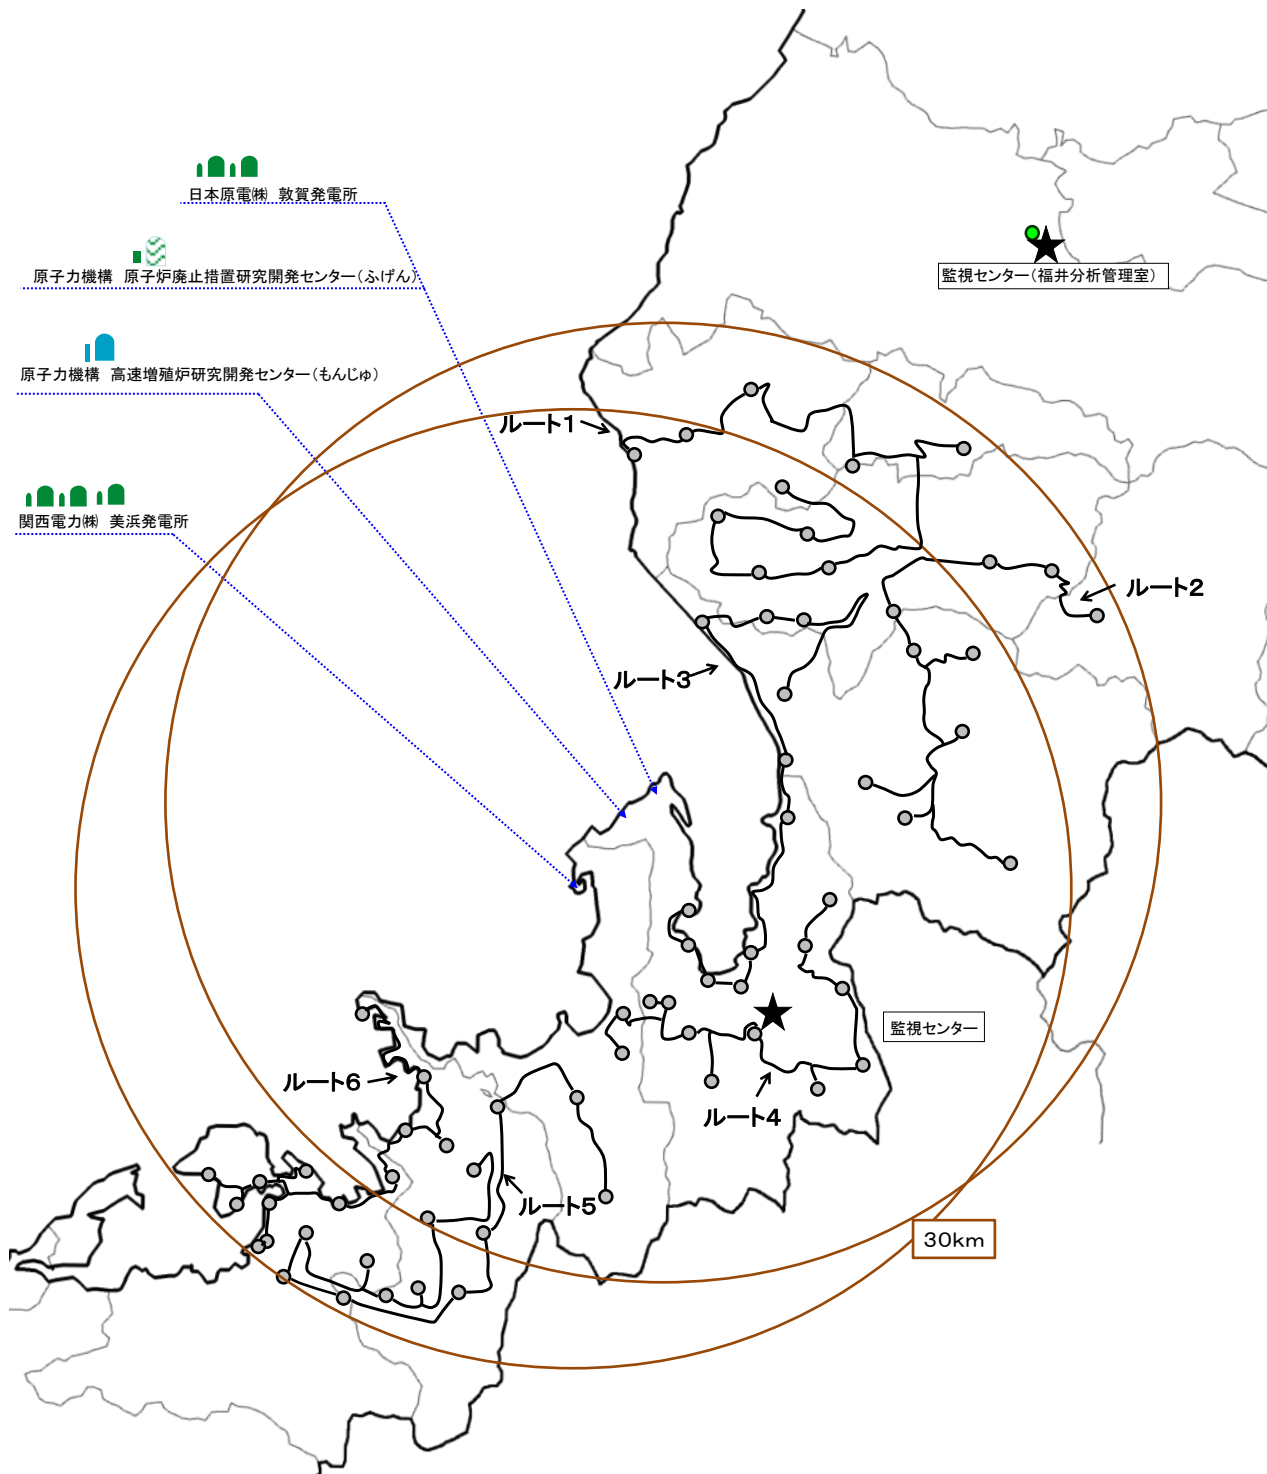 日本原電㈱ 敦賀発電所
監視センター（福井分析管理室）
原子力機構 原子炉廃止措置研究開発センター（ふげん）
原子力機構 高速増殖炉研究開発センター（もんじゅ）
ルート1
関西電力㈱ 美浜発電所
ルート2
ルート3
監視センター
ルート6
ルート4
ルート5
30km